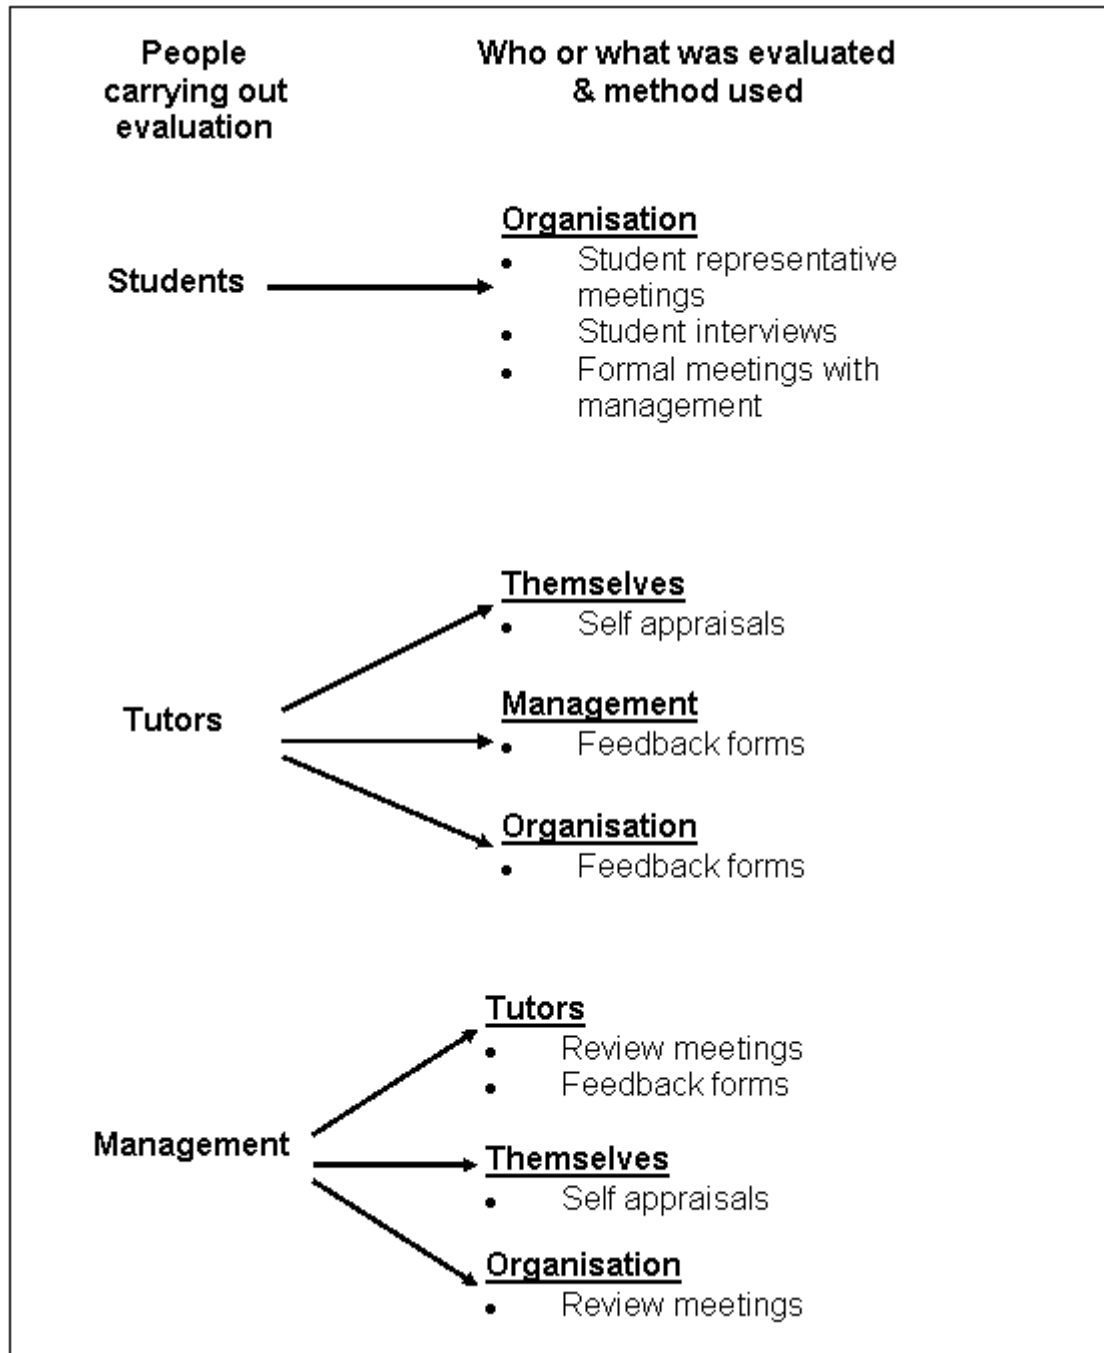 People
carrying out
evaluation
Who or what was evaluated
& method used
Students
Organisation
• Student representative
meetings
• Student interviews
• Formal meetings with
management
Tutors
Themselves
• Self appraisals
Management
• Feedback forms
Organisation
• Feedback forms
Management
Tutors
• Review meetings
• Feedback forms
Themselves
• Self appraisals
Organisation
• Review meetings